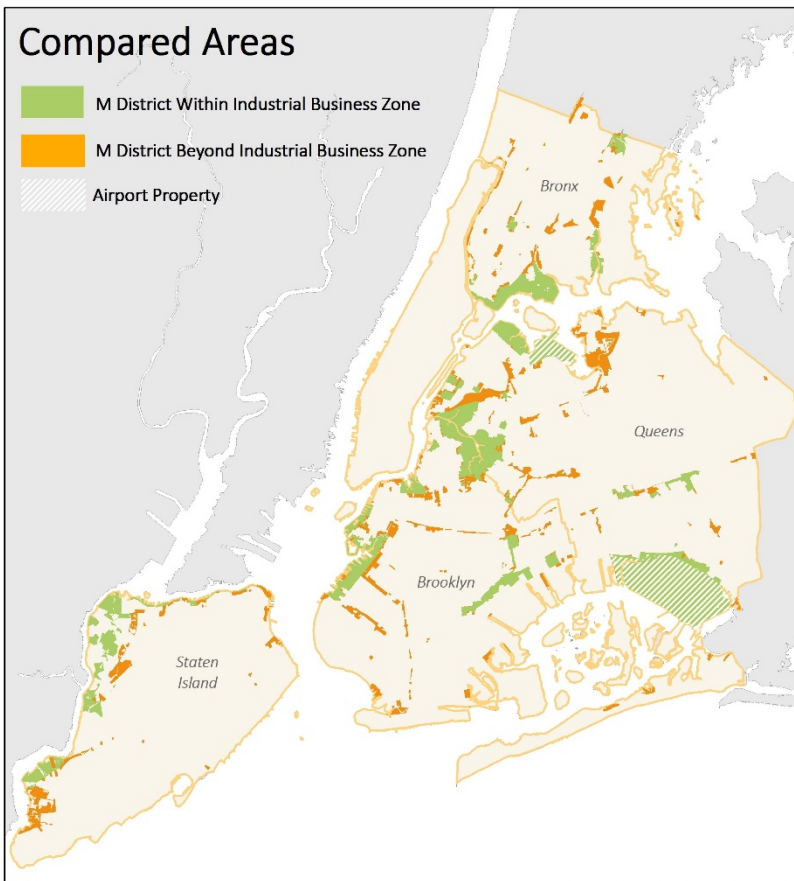 Compared Areas
M District Within Industrial Business Zone
M District Beyond Industrial Business Zone
Airport Property
Bronx
Queens
Brooklyn
Staten
Island